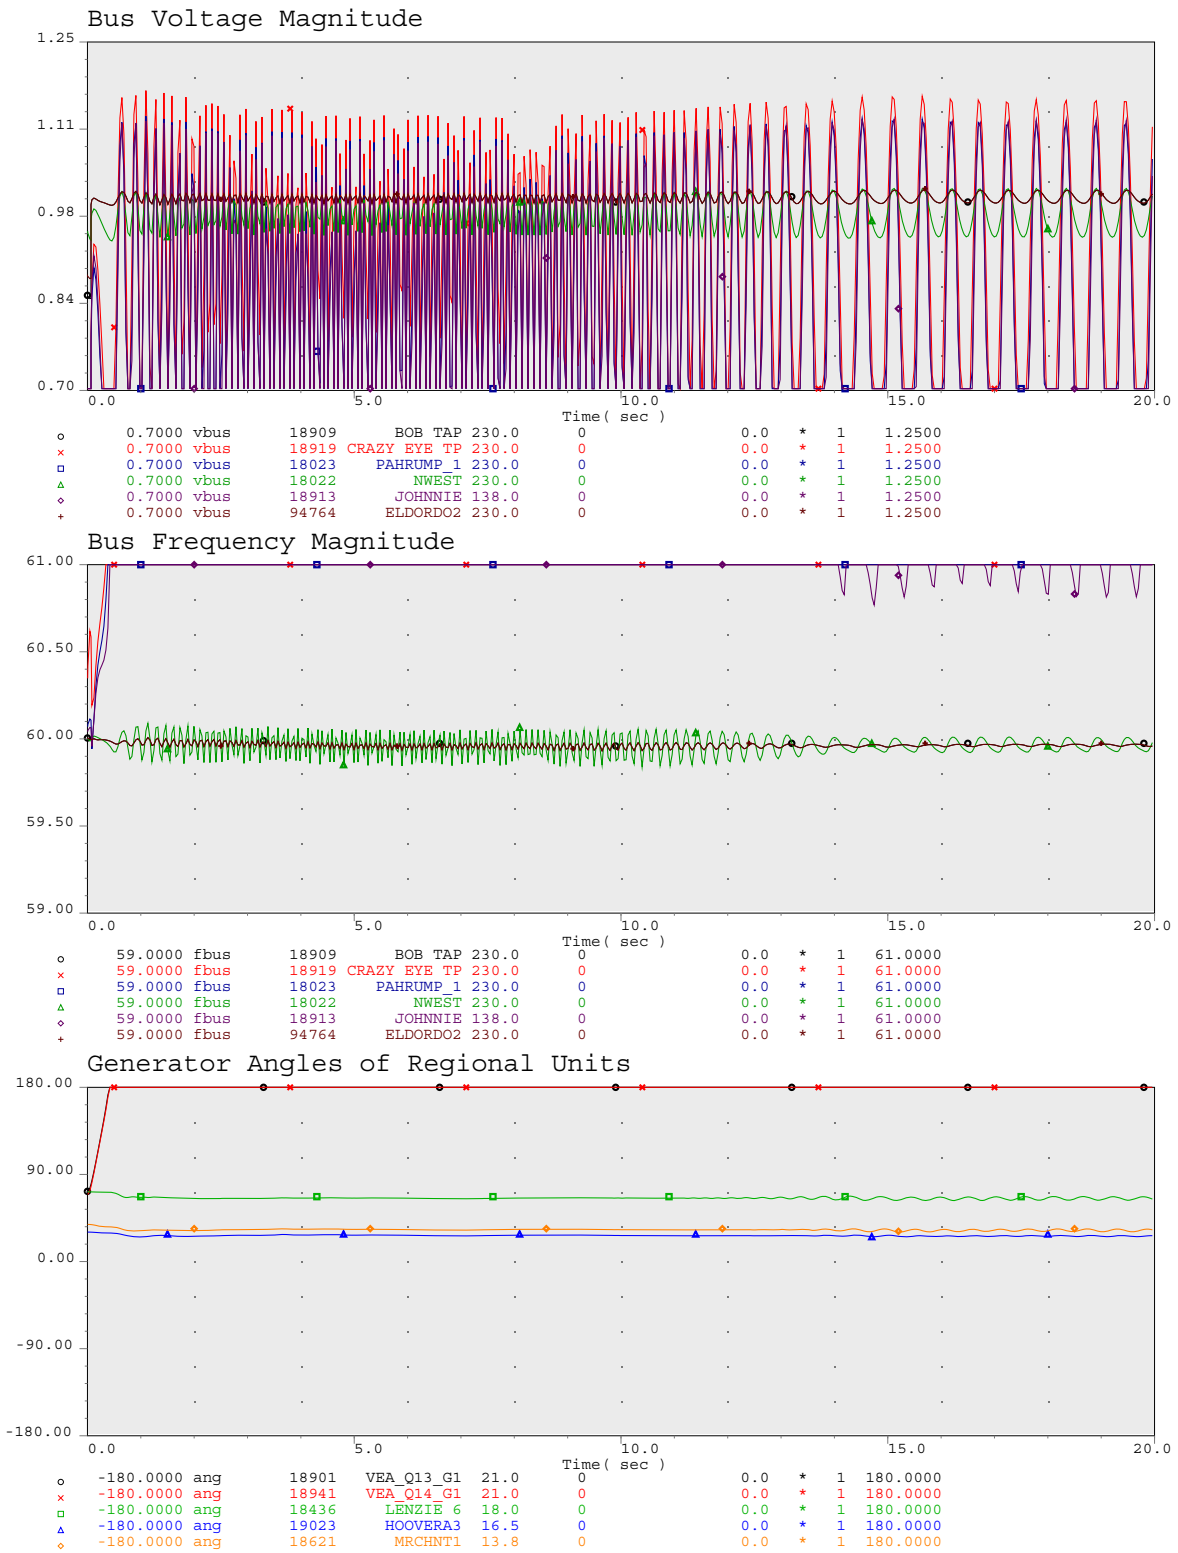 Bus Voltage Magnitude
1.25
1.11
0.98
0.84
0.70
0.0 5.0 10.0 15.0 20.0
Time( sec )
0.7000 vbus 18909 BOB TAP 230.0 0 0.0 * 1 1.2500
0.7000 vbus 18919 CRAZY EYE TP 230.0 0 0.0 * 1 1.2500
0.7000 vbus 18023 PAHRUMP_1 230.0 0 0.0 * 1 1.2500
0.7000 vbus 18022 NWEST 230.0 0 0.0 * 1 1.2500
0.7000 vbus 18913 JOHNNIE 138.0 0 0.0 * 1 1.2500
0.7000 vbus 94764 ELDORDO2 230.0 0 0.0 * 1 1.2500
Bus Frequency Magnitude
61.00
60.50
60.00
59.50
59.00
0.0 5.0 10.0 15.0 20.0
Time( sec )
59.0000 fbus 18909 BOB TAP 230.0 0 0.0 * 1 61.0000
59.0000 fbus 18919 CRAZY EYE TP 230.0 0 0.0 * 1 61.0000
59.0000 fbus 18023 PAHRUMP_1 230.0 0 0.0 * 1 61.0000
59.0000 fbus 18022 NWEST 230.0 0 0.0 * 1 61.0000
59.0000 fbus 18913 JOHNNIE 138.0 0 0.0 * 1 61.0000
59.0000 fbus 94764 ELDORDO2 230.0 0 0.0 * 1 61.0000
Generator Angles of Regional Units
180.00
90.00
0.00
-90.00
-180.00
0.0 5.0 10.0 15.0 20.0
Time( sec )
-180.0000 ang 18901 VEA_Q13_G1 21.0 0 0.0 * 1 180.0000
-180.0000 ang 18941 VEA_Q14_G1 21.0 0 0.0 * 1 180.0000
-180.0000 ang 18436 LENZIE 6 18.0 0 0.0 * 1 180.0000
-180.0000 ang 19023 HOOVERA3 16.5 0 0.0 * 1 180.0000
-180.0000 ang 18621 MRCHNT1 13.8 0 0.0 * 1 180.0000